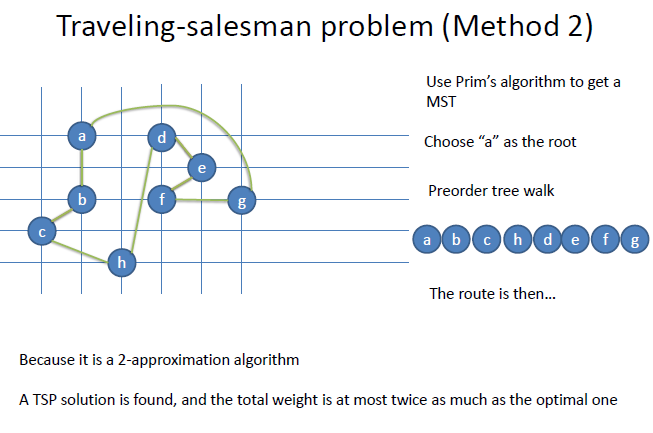 Traveling-salesman problem (Method 2)
Use Prim's algorithm to get a
MST
Choose “a” as the root
Preorder tree walk
a b c h d e f g
The route is then…
a
d
e
b
f
g
c
h
Because it is a 2-approximation algorithm
A TSP solution is found, and the total weight is at most twice as much as the optimal one